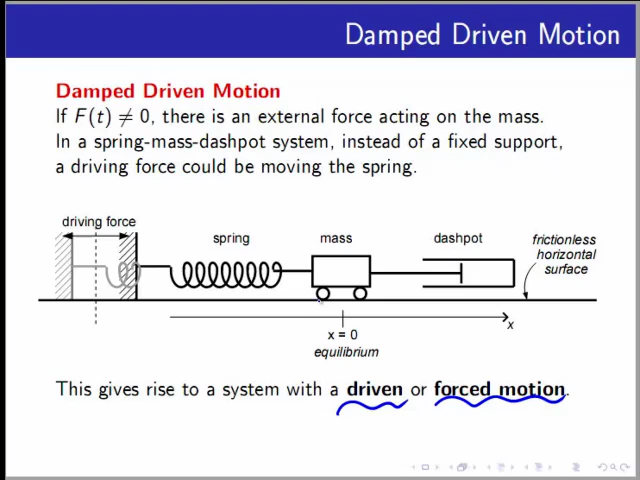 Damped Driven Motion
Damped Driven Motion
If F(t) ≠ 0, there is an external force acting on the mass.
In a spring-mass-dashpot system, instead of a fixed support,
a driving force could be moving the spring.
driving force
spring
mass
dashpot
frictionless
horizontal
surface
x
x = 0
equilibrium
This gives rise to a system with a driven or forced motion.